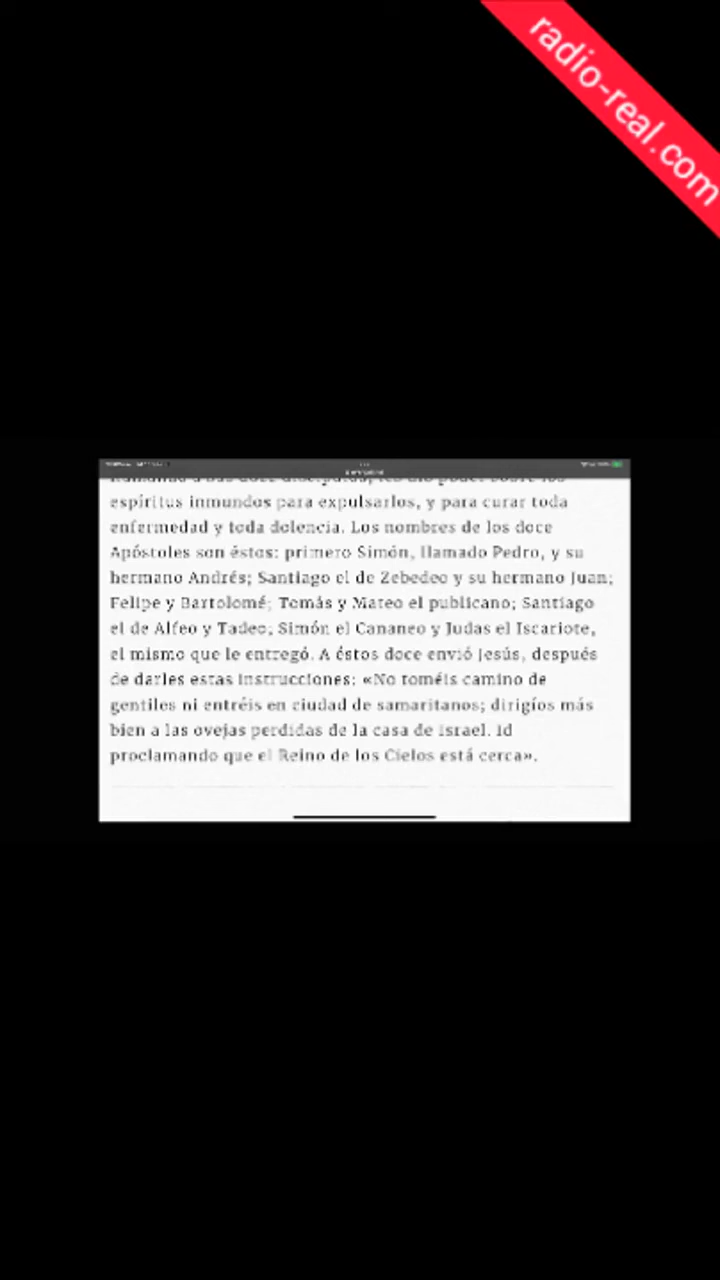 radio-real.com
espíritus inmundos para expulsarlos, y para curar toda
enfermedad y toda dolencia. Los nombres de los doce
Apóstoles son éstos: primero Simón, llamado Pedro, y su
hermano Andrés; Santiago el de Zebedeo y su hermano Juan;
Felipe y Bartolomé; Tomás y Mateo el publicano; Santiago
el de Alfeo y Tadeo; Simón el Cananeo y Judas el Iscariote,
el mismo que le entregó. A éstos doce envió Jesús, después
de darles estas instrucciones: «No toméis camino de
gentiles ni entréis en ciudad de samaritanos; dirigíos más
bien a las ovejas perdidas de la casa de Israel. Id
proclamando que el Reino de los Cielos está cerca».